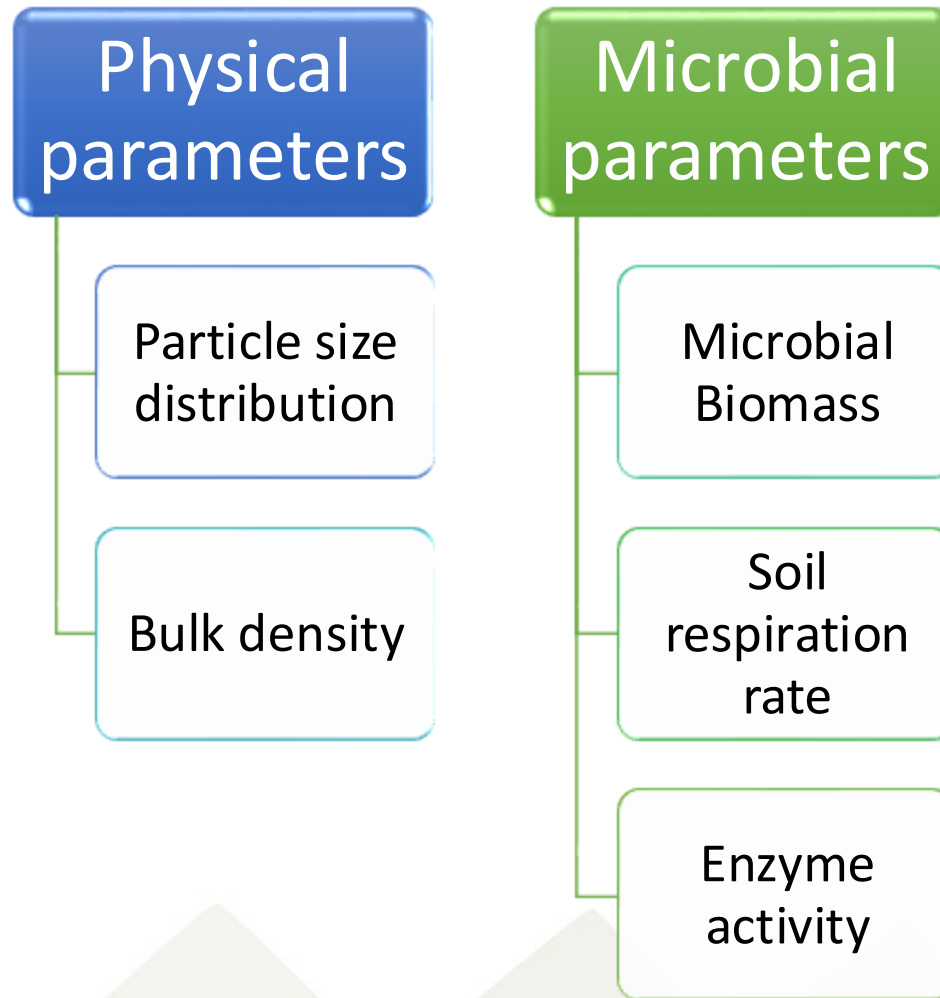 Physical
parameters
Particle size
distribution
Bulk density
Microbial
parameters
Microbial
Biomass
Soil
respiration
rate
Enzyme
activity